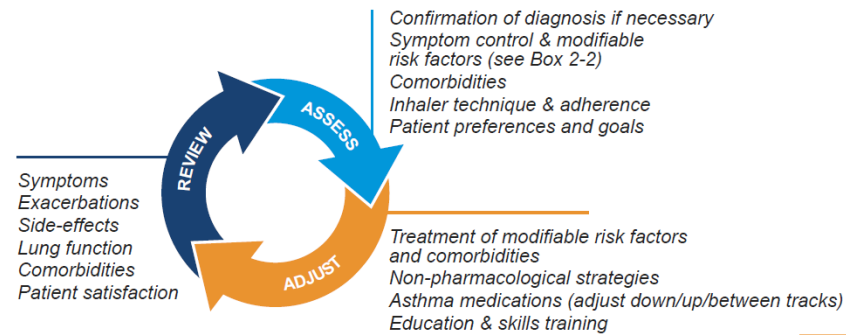 Confirmation of diagnosis if necessary
Symptom control & modifiable
risk factors (see Box 2-2)
Comorbidities
Inhaler technique & adherence
Patient preferences and goals
ASSESS
REVIEW
Symptoms
Exacerbations
Side-effects
Lung function
Comorbidities
Patient satisfaction
ADJUST
Treatment of modifiable risk factors
and comorbidities
Non-pharmacological strategies
Asthma medications (adjust down/up/between tracks)
Education & skills training